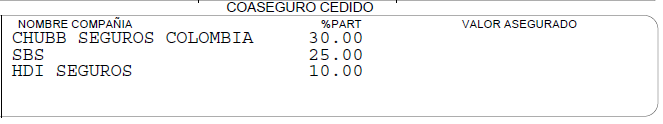 COASEGURO CEDIDO
NOMBRE COMPAÑIA %PART VALOR ASEGURADO
CHUBB SEGUROS COLOMBIA 30.00
SBS 25.00
HDI SEGUROS 10.00